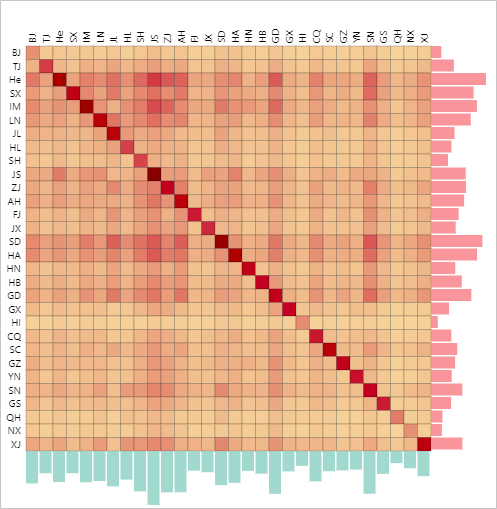 BJ TJ He SX IM LN JL HL SH JS ZJ AH FJ JX SD HA HN HB GD GX HI CQ SC GZ YN SN GS QH NX XJ
BJ
TJ
He
SX
IM
LN
JL
HL
SH
JS
ZJ
AH
FJ
JX
SD
HA
HN
HB
GD
GX
HI
CQ
SC
GZ
YN
SN
GS
QH
NX
XJ